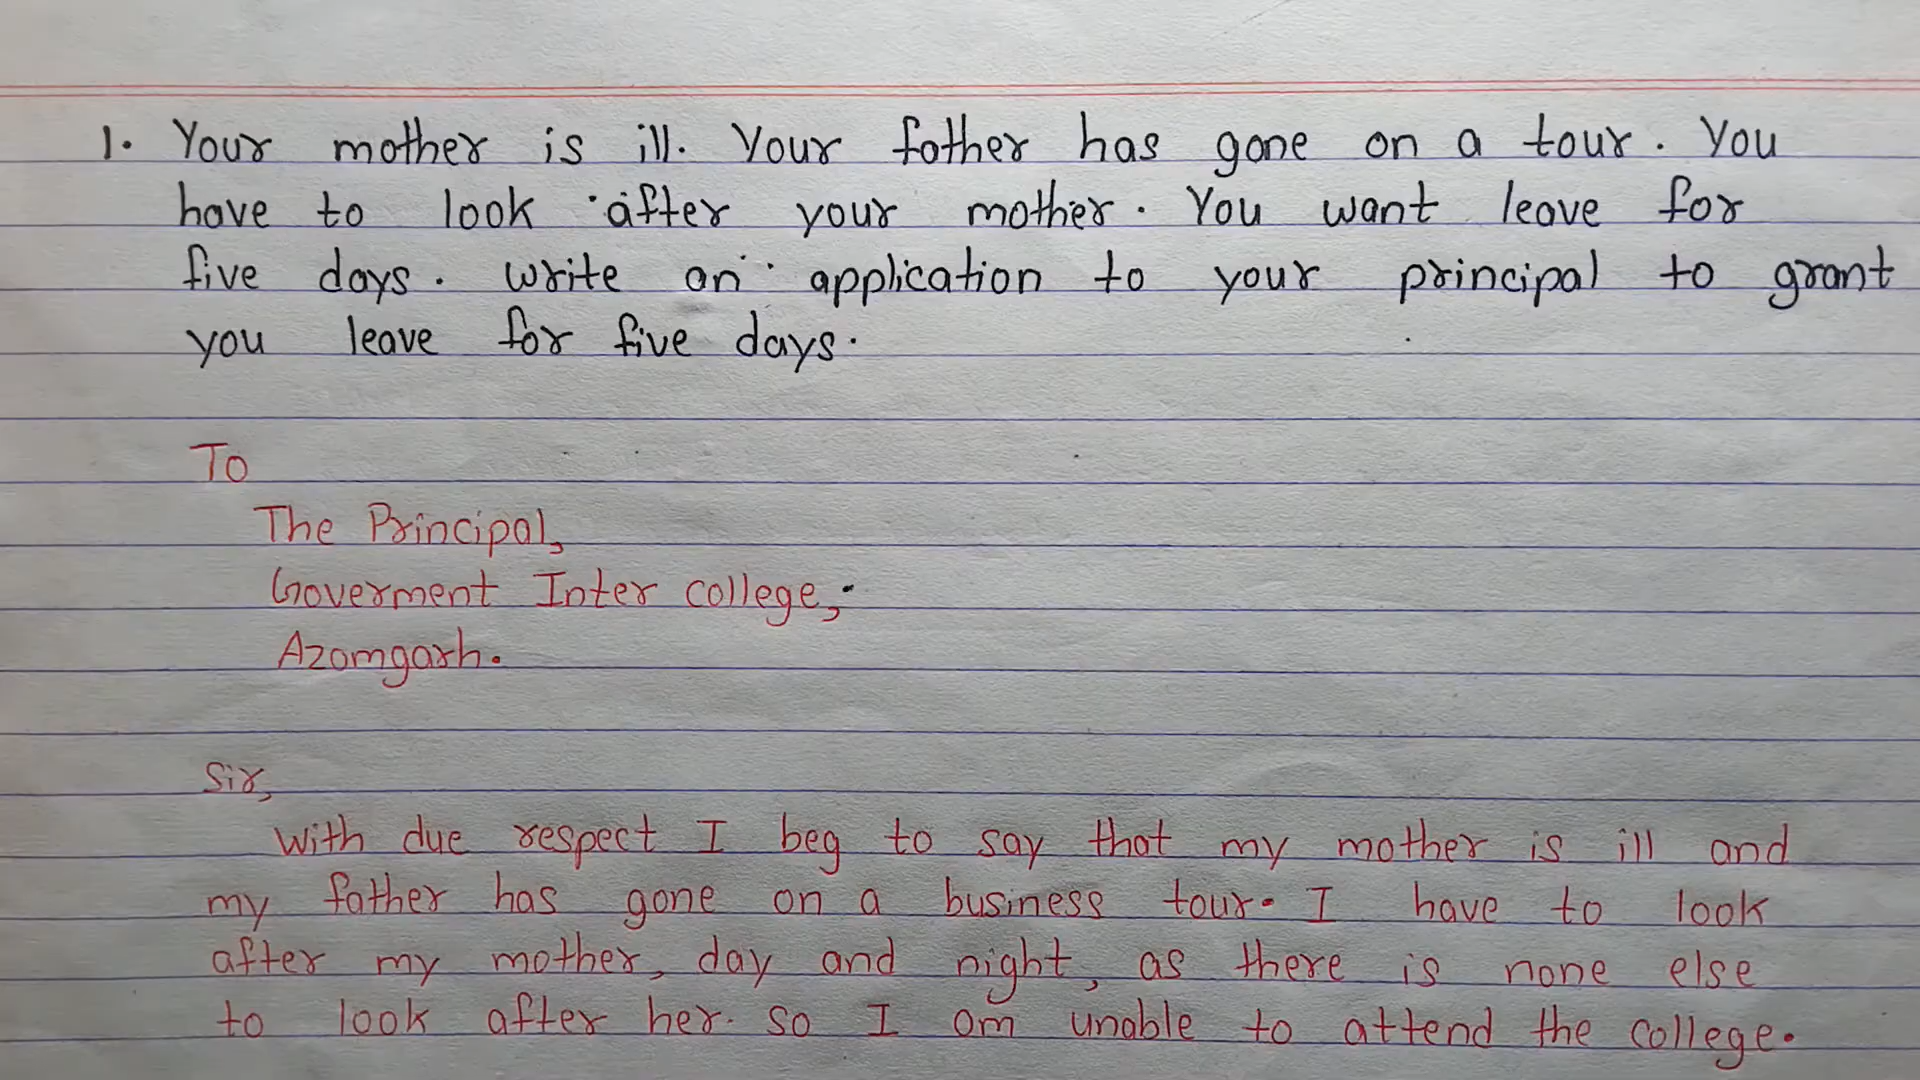 1. Your mother is ill. Your father has gone on a tour. You
have to look after your mother. You want leave for
five days. write an application to your principal to grant
you leave for five days.
To
The Principal,
Goverment Inter college,
Azamgarh.
Sir,
With due respect I beg to say that my mother is ill and
my father has gone on a business tour. I have to look
after my mother, day and night, as there is none else
to look after her. so I am unable to attend the college.